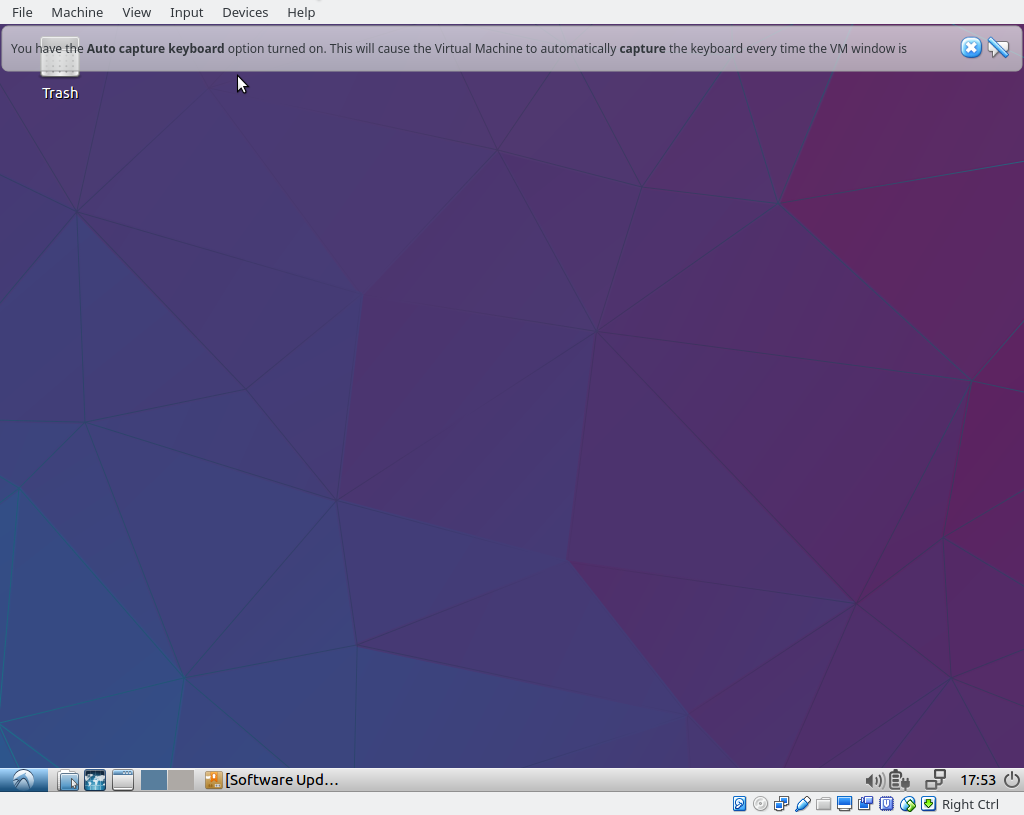 File Machine View Input Devices Help
You have the Auto capture keyboard option turned on. This will cause the Virtual Machine to automatically capture the keyboard every time the VM window is
Trash
[Software Upd...
17:53
Right Ctrl